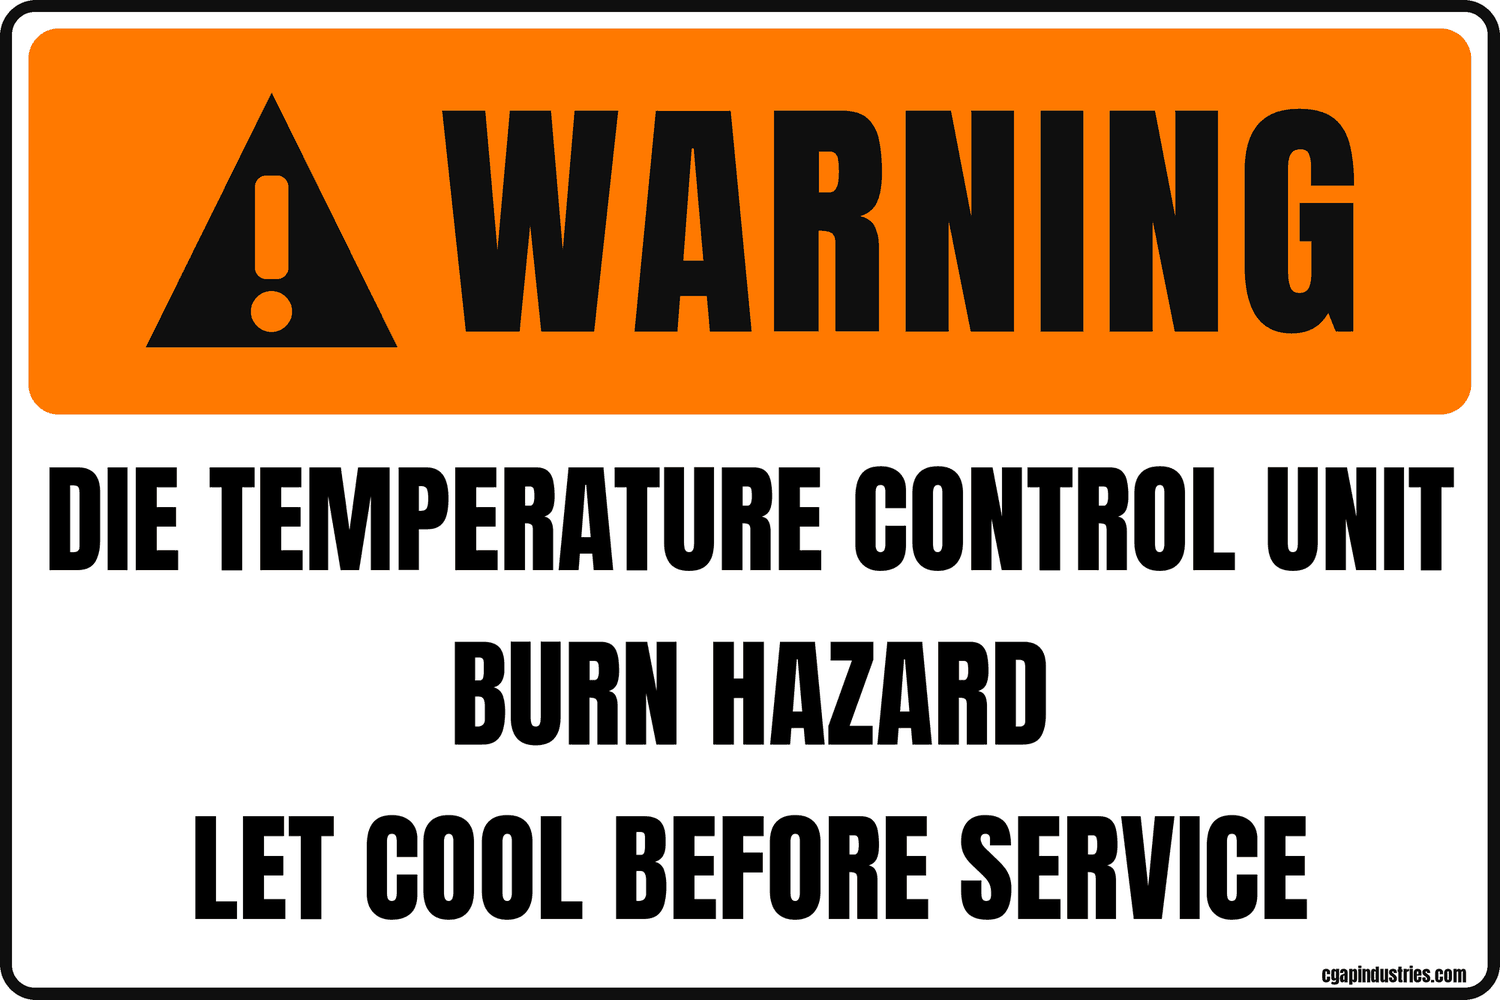 WARNING
DIE TEMPERATURE CONTROL UNIT
BURN HAZARD
LET COOL BEFORE SERVICE
cgapindustries.com